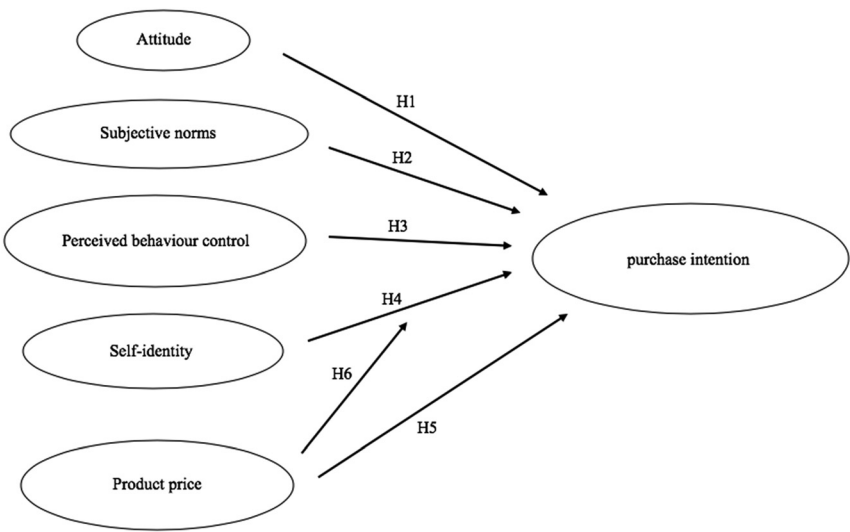 Attitude
H1
Subjective norms
H2
Perceived behaviour control
H3
purchase intention
H4
Self-identity
H6
H5
Product price